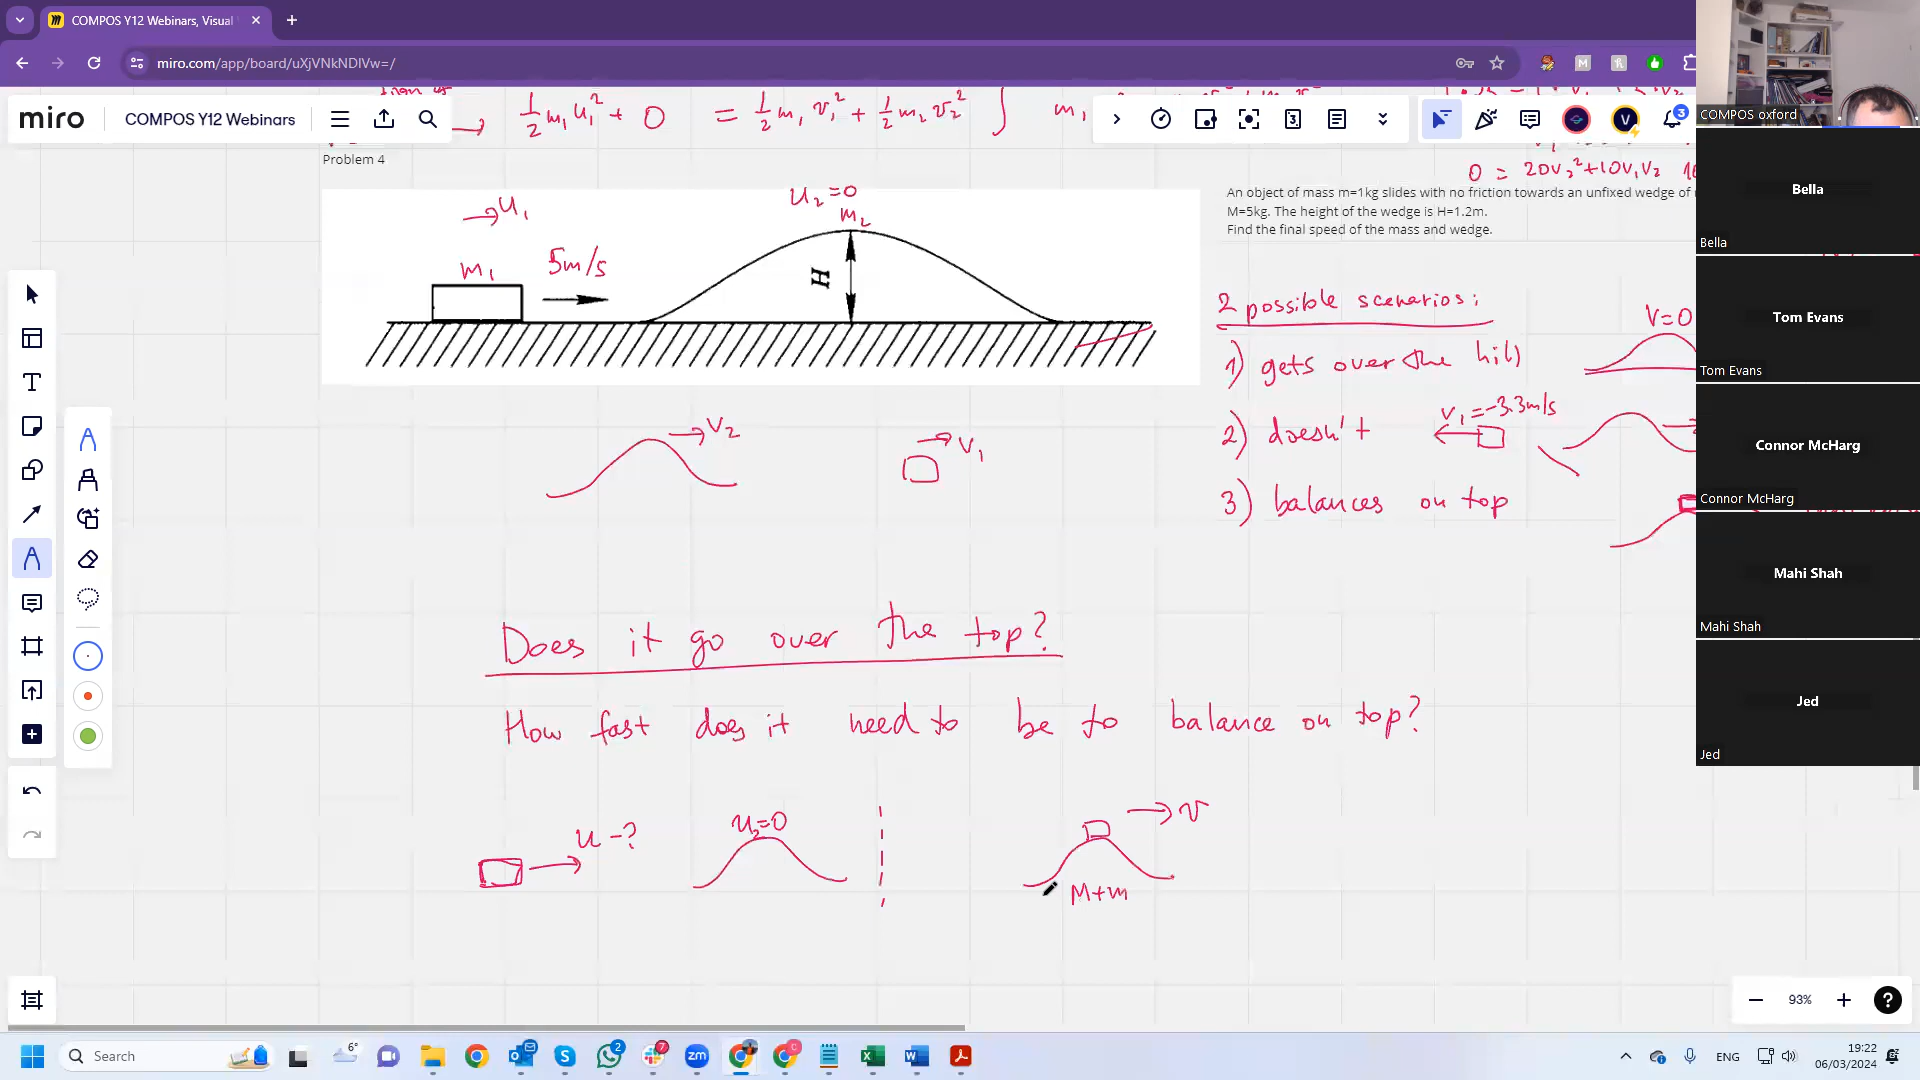 COMPOS Y12 Webinars, Visual
miro.com/app/board/uXjVNkNDIVw=/
miro
COMPOS Y12 Webinars
½m₁u₁² + 0 = ½m₁v₁² + ½m₂v₂²
3
3
0 = 20v₂² + 10v₁v₂
Problem 4
u₁
u₂=0
m₂
m₁
5m/s
H
An object of mass m=1kg slides with no friction towards an unfixed wedge of
M=5kg. The height of the wedge is H=1.2m.
Find the final speed of the mass and wedge.
2 possible scenarios:
1) gets over the hill
V=0
2) doesn't
v₁=-3.3m/s
3) balances on top
v₂
v₁
Does it go over the top?
How fast does it need to be to balance on top?
u-?
u₂=0
v
M+m
COMPOS oxford
Bella
Bella
Tom Evans
Tom Evans
Connor McHarg
Connor McHarg
Mahi Shah
Mahi Shah
Jed
Jed
93%
Search
6°
2
7
ENG
19:22
06/03/2024